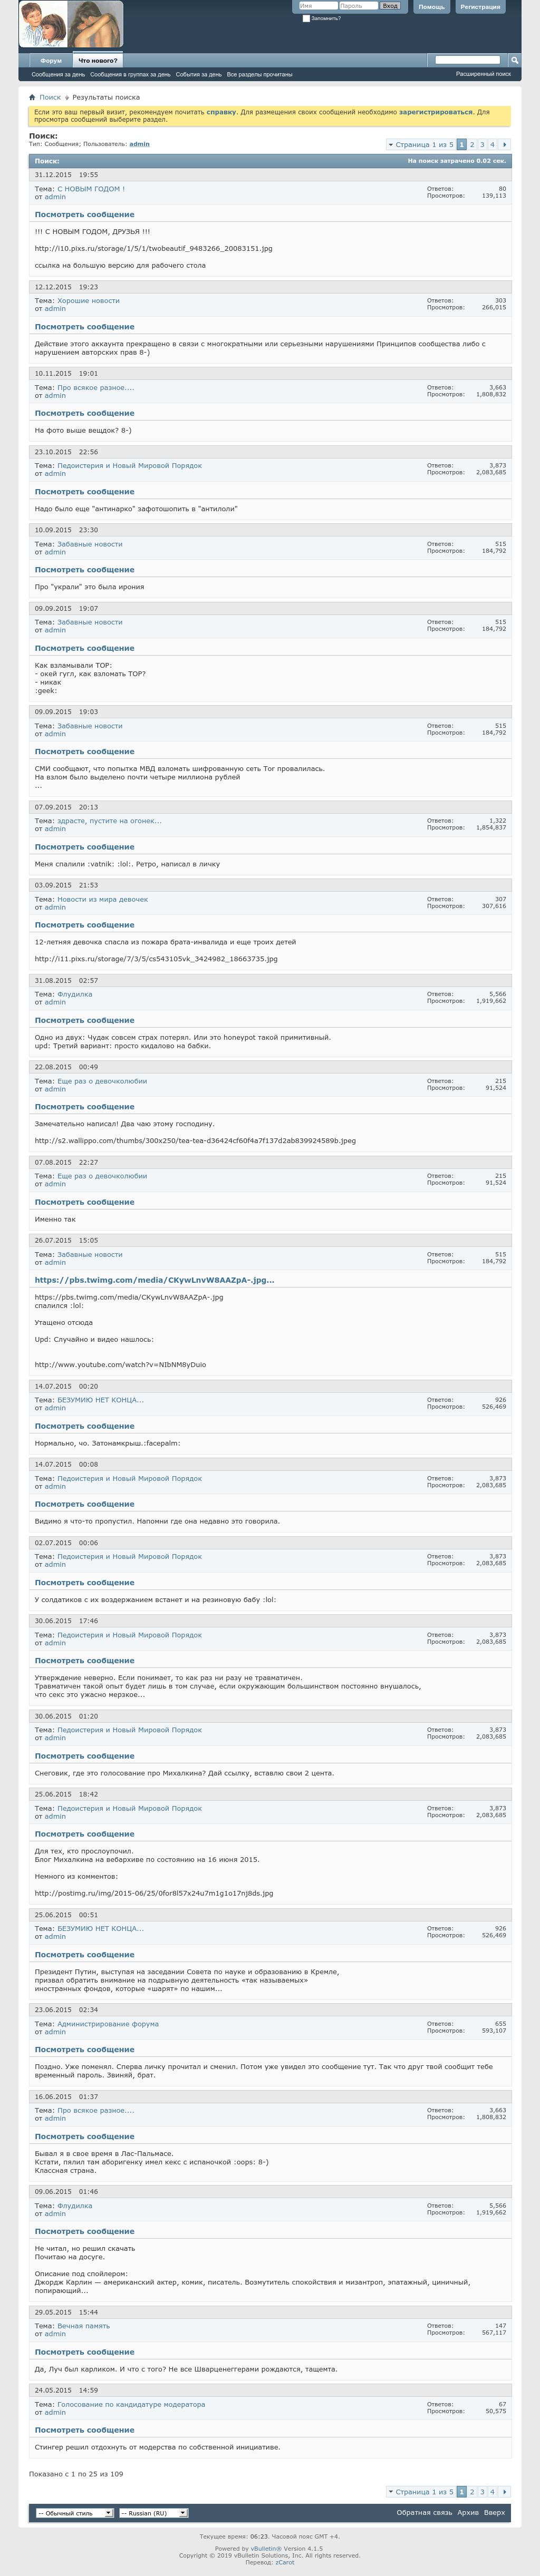 Имя
Пароль
Вход
Запомнить?
Помощь
Регистрация
Форум
Что нового?
Сообщения за день Сообщения в группах за день События за день Все разделы прочитаны
Расширенный поиск
Поиск Результаты поиска
Если это ваш первый визит, рекомендуем почитать справку. Для размещения своих сообщений необходимо зарегистрироваться. Для
просмотра сообщений выберите раздел.
Поиск:
Тип: Сообщения; Пользователь: admin
Страница 1 из 5 1 2 3 4
Поиск:
На поиск затрачено 0.02 сек.
31.12.2015 19:55
Тема: С НОВЫМ ГОДОМ !
от admin
Ответов: 80
Просмотров: 139,113
Посмотреть сообщение
!!! С НОВЫМ ГОДОМ, ДРУЗЬЯ !!!
http://i10.pixs.ru/storage/1/5/1/twobeautif_9483266_20083151.jpg
ссылка на большую версию для рабочего стола
12.12.2015 19:23
Тема: Хорошие новости
от admin
Ответов: 303
Просмотров: 266,015
Посмотреть сообщение
Действие этого аккаунта прекращено в связи с многократными или серьезными нарушениями Принципов сообщества либо с
нарушением авторских прав 8-)
10.11.2015 19:01
Тема: Про всякое разное....
от admin
Ответов: 3,663
Просмотров: 1,808,832
Посмотреть сообщение
На фото выше вещдок? 8-)
23.10.2015 22:56
Тема: Педоистерия и Новый Мировой Порядок
от admin
Ответов: 3,873
Просмотров: 2,083,685
Посмотреть сообщение
Надо было еще "антинарко" зафотошопить в "антилоли"
10.09.2015 23:30
Тема: Забавные новости
от admin
Ответов: 515
Просмотров: 184,792
Посмотреть сообщение
Про "украли" это была ирония
09.09.2015 19:07
Тема: Забавные новости
от admin
Ответов: 515
Просмотров: 184,792
Посмотреть сообщение
Как взламывали ТОР:
- окей гугл, как взломать ТОР?
- никак
:geek:
09.09.2015 19:03
Тема: Забавные новости
от admin
Ответов: 515
Просмотров: 184,792
Посмотреть сообщение
СМИ сообщают, что попытка МВД взломать шифрованную сеть Tor провалилась.
На взлом было выделено почти четыре миллиона рублей
...
07.09.2015 20:13
Тема: здрасте, пустите на огонек...
от admin
Ответов: 1,322
Просмотров: 1,854,837
Посмотреть сообщение
Меня спалили :vatnik: :lol:. Ретро, написал в личку
03.09.2015 21:53
Тема: Новости из мира девочек
от admin
Ответов: 307
Просмотров: 307,616
Посмотреть сообщение
12-летняя девочка спасла из пожара брата-инвалида и еще троих детей
http://i11.pixs.ru/storage/7/3/5/cs543105vk_3424982_18663735.jpg
31.08.2015 02:57
Тема: Флудилка
от admin
Ответов: 5,566
Просмотров: 1,919,662
Посмотреть сообщение
Одно из двух: Чудак совсем страх потерял. Или это honeypot такой примитивный.
upd: Третий вариант: просто кидалово на бабки.
22.08.2015 00:49
Тема: Еще раз о девочколюбии
от admin
Ответов: 215
Просмотров: 91,524
Посмотреть сообщение
Замечательно написал! Два чаю этому господину.
http://s2.wallippo.com/thumbs/300x250/tea-tea-d36424cf60f4a7f137d2ab839924589b.jpeg
07.08.2015 22:27
Тема: Еще раз о девочколюбии
от admin
Ответов: 215
Просмотров: 91,524
Посмотреть сообщение
Именно так
26.07.2015 15:05
Тема: Забавные новости
от admin
Ответов: 515
Просмотров: 184,792
https://pbs.twimg.com/media/CKywLnvW8AAZpA-.jpg...
https://pbs.twimg.com/media/CKywLnvW8AAZpA-.jpg
спалился :lol:
Утащено отсюда
Upd: Случайно и видео нашлось:
http://www.youtube.com/watch?v=NIbNM8yDuio
14.07.2015 00:20
Тема: БЕЗУМИЮ НЕТ КОНЦА...
от admin
Ответов: 926
Просмотров: 526,469
Посмотреть сообщение
Нормально, чо. Затонамкрыш.:facepalm:
14.07.2015 00:08
Тема: Педоистерия и Новый Мировой Порядок
от admin
Ответов: 3,873
Просмотров: 2,083,685
Посмотреть сообщение
Видимо я что-то пропустил. Напомни где она недавно это говорила.
02.07.2015 00:06
Тема: Педоистерия и Новый Мировой Порядок
от admin
Ответов: 3,873
Просмотров: 2,083,685
Посмотреть сообщение
У солдатиков с их воздержанием встанет и на резиновую бабу :lol:
30.06.2015 17:46
Тема: Педоистерия и Новый Мировой Порядок
от admin
Ответов: 3,873
Просмотров: 2,083,685
Посмотреть сообщение
Утверждение неверно. Если понимает, то как раз ни разу не травматичен.
Травматичен такой опыт будет лишь в том случае, если окружающим большинством постоянно внушалось,
что секс это ужасно мерзкое...
30.06.2015 01:20
Тема: Педоистерия и Новый Мировой Порядок
от admin
Ответов: 3,873
Просмотров: 2,083,685
Посмотреть сообщение
Снеговик, где это голосование про Михалкина? Дай ссылку, вставлю свои 2 цента.
25.06.2015 18:42
Тема: Педоистерия и Новый Мировой Порядок
от admin
Ответов: 3,873
Просмотров: 2,083,685
Посмотреть сообщение
Для тех, кто прослоупочил.
Блог Михалкина на вебархиве по состоянию на 16 июня 2015.
Немного из комментов:
http://postimg.ru/img/2015-06/25/0for8l57x24u7m1g1o17nj8ds.jpg
25.06.2015 00:51
Тема: БЕЗУМИЮ НЕТ КОНЦА...
от admin
Ответов: 926
Просмотров: 526,469
Посмотреть сообщение
Президент Путин, выступая на заседании Совета по науке и образованию в Кремле,
призвал обратить внимание на подрывную деятельность «так называемых»
иностранных фондов, которые «шарят» по нашим...
23.06.2015 02:34
Тема: Администрирование форума
от admin
Ответов: 655
Просмотров: 593,107
Посмотреть сообщение
Поздно. Уже поменял. Сперва личку прочитал и сменил. Потом уже увидел это сообщение тут. Так что друг твой сообщит тебе
временный пароль. Звиняй, брат.
16.06.2015 01:37
Тема: Про всякое разное....
от admin
Ответов: 3,663
Просмотров: 1,808,832
Посмотреть сообщение
Бывал я в свое время в Лас-Пальмасе.
Кстати, пялил там аборигенку имел кекс с испаночкой :oops: 8-)
Классная страна.
09.06.2015 01:46
Тема: Флудилка
от admin
Ответов: 5,566
Просмотров: 1,919,662
Посмотреть сообщение
Не читал, но решил скачать
Почитаю на досуге.
Описание под спойлером:
Джордж Карлин — американский актер, комик, писатель. Возмутитель спокойствия и мизантроп, эпатажный, циничный,
попирающий...
29.05.2015 15:44
Тема: Вечная память
от admin
Ответов: 147
Просмотров: 567,117
Посмотреть сообщение
Да, Луч был карликом. И что с того? Не все Шварценеггерами рождаются, тащемта.
24.05.2015 14:59
Тема: Голосование по кандидатуре модератора
от admin
Ответов: 67
Просмотров: 50,575
Посмотреть сообщение
Стингер решил отдохнуть от модерства по собственной инициативе.
Показано с 1 по 25 из 109
Страница 1 из 5 1 2 3 4
-- Обычный стиль
-- Russian (RU)
Обратная связь Архив Вверх
Текущее время: 06:23. Часовой пояс GMT +4.
Powered by vBulletin® Version 4.1.5
Copyright © 2019 vBulletin Solutions, Inc. All rights reserved.
Перевод: zCarot